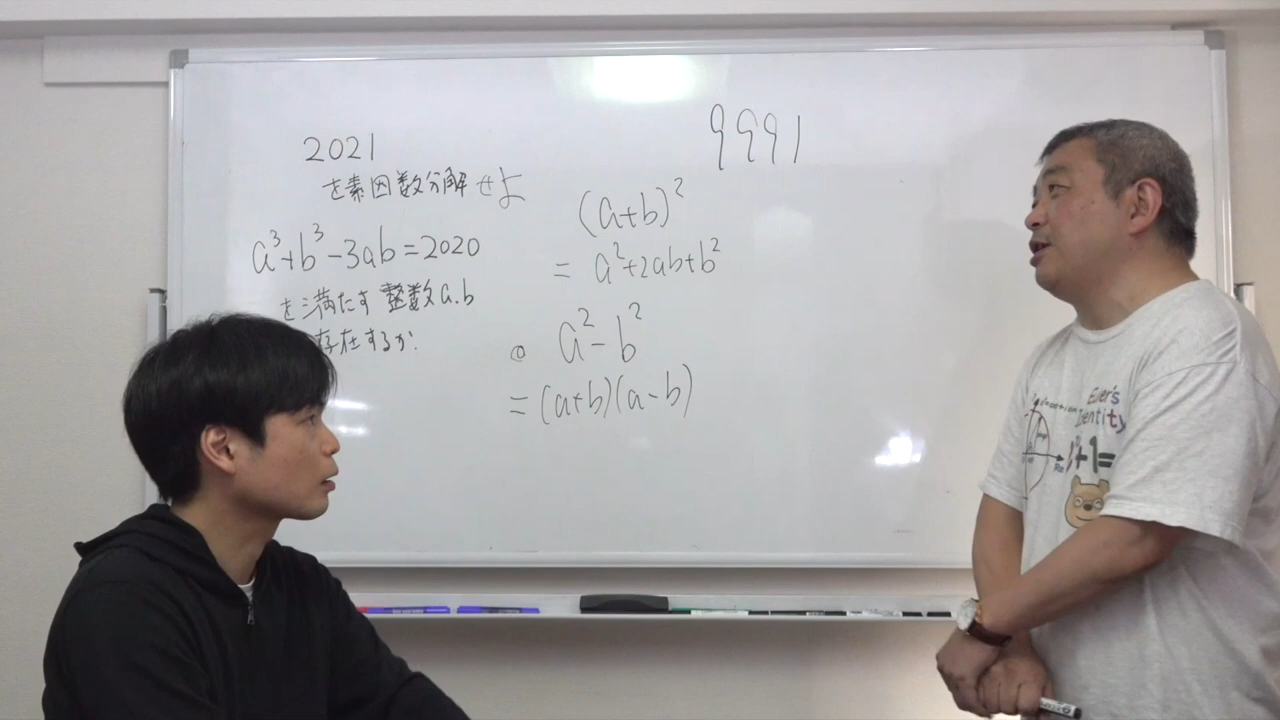 2021
を素因数分解せよ
a³+b³-3ab=2020
を満たす整数a.b
存在するか.
9991
(a+b)²
= a²+2ab+b²
a²-b²
=(a+b)(a-b)
Euler's
Identity
+1=